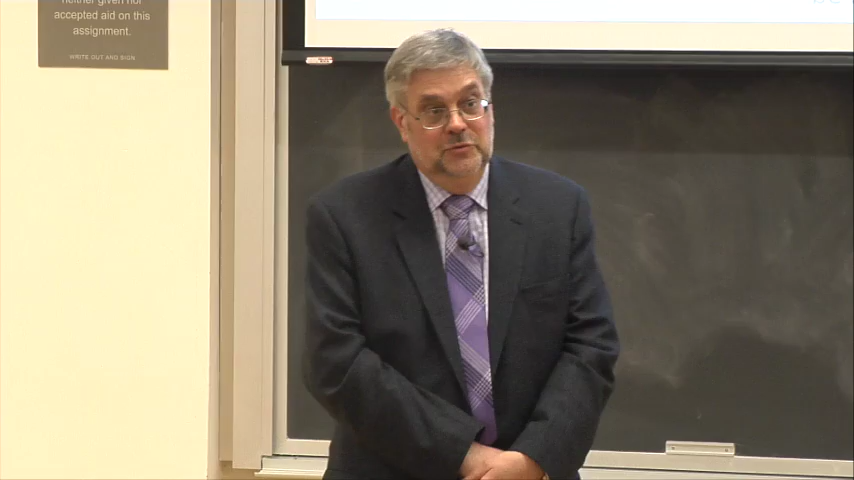 neither given nor
accepted aid on this
assignment.
WRITE OUT AND SIGN